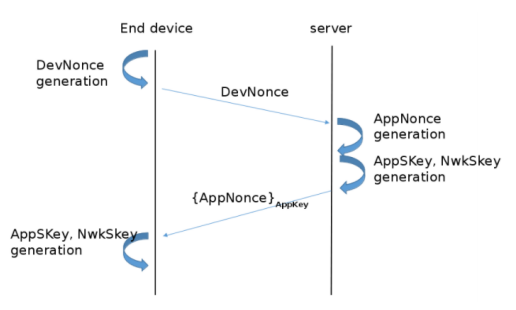 End device
server
DevNonce
generation
DevNonce
AppNonce
generation
AppSKey, NwkSkey
generation
{AppNonce}AppKey
AppSKey, NwkSKey
generation